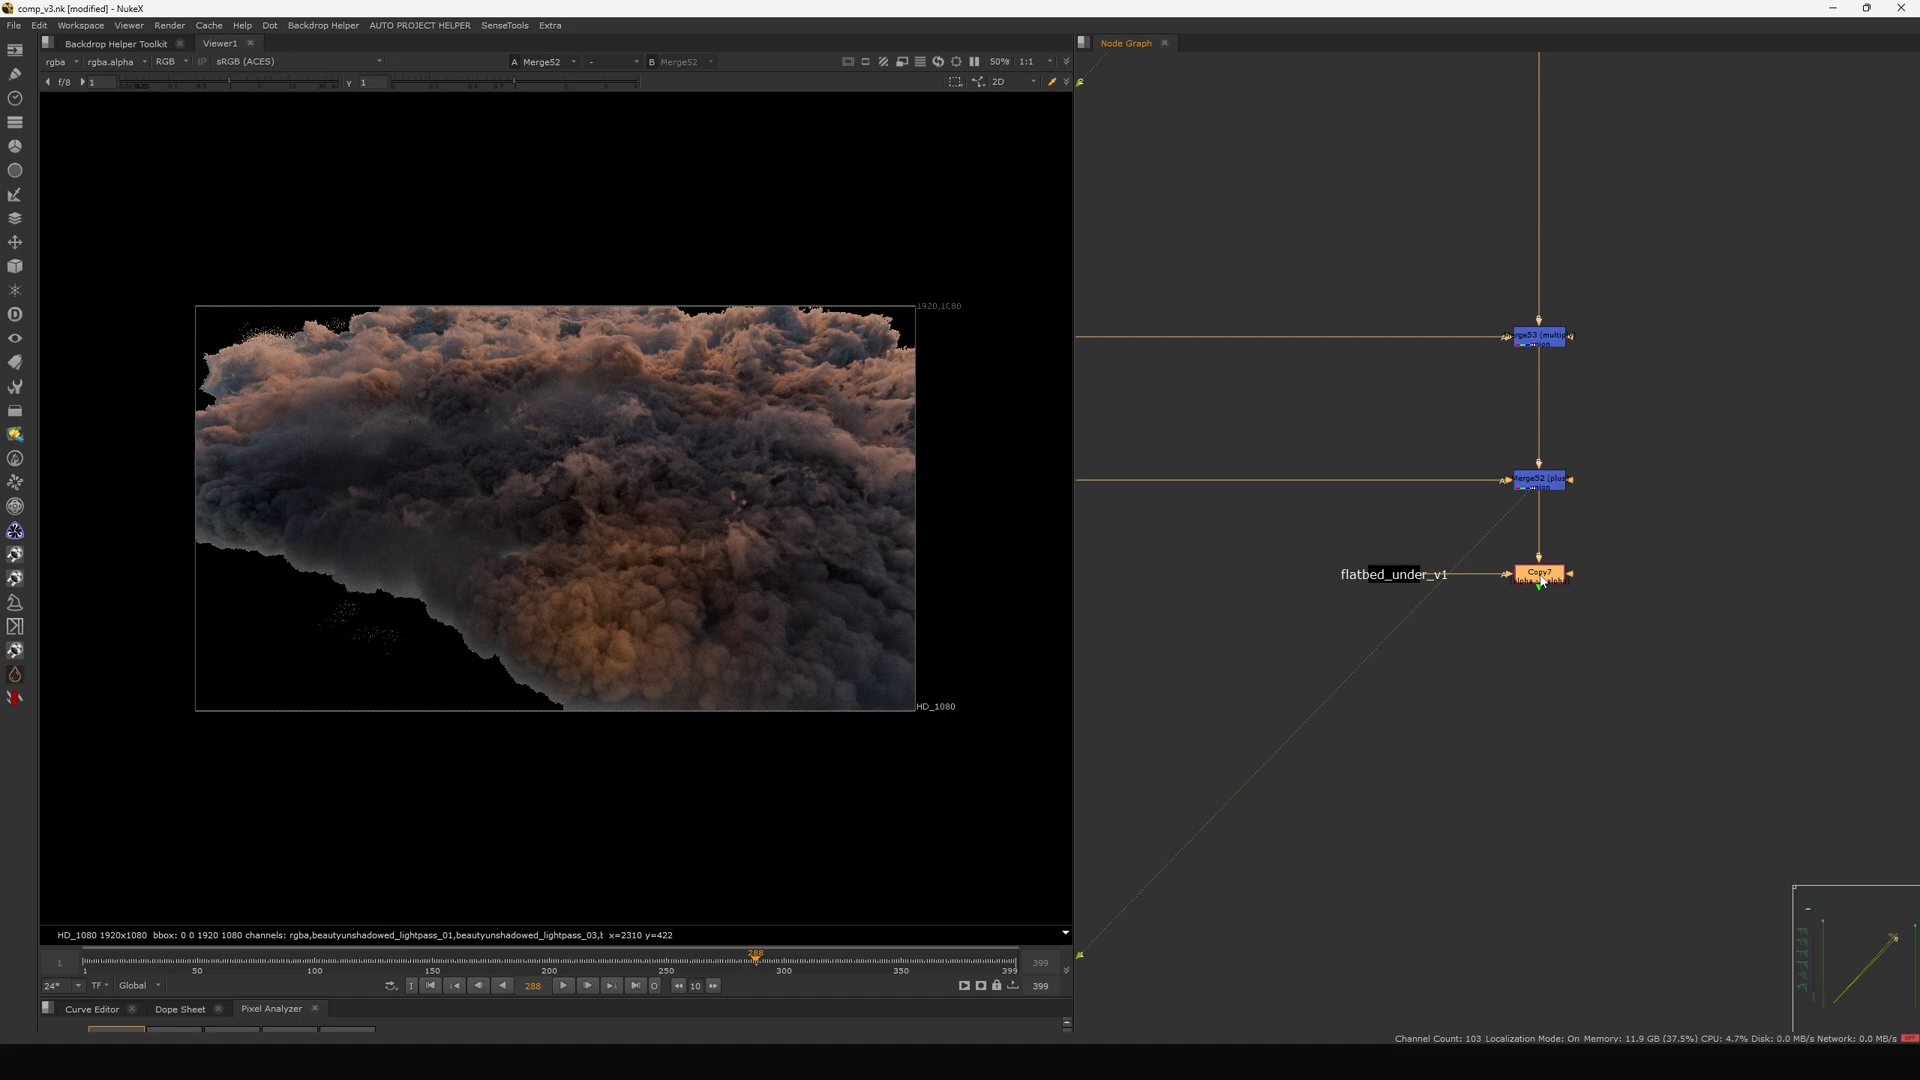 comp_v3.nk [modified] - NukeX
File Edit Workspace Viewer Render Cache Help Dot Backdrop Helper AUTO PROJECT HELPER SenseTools Extra
Backdrop Helper Toolkit Viewer1
rgba rgba.alpha RGB IP sRGB (ACES) A Merge52 - B Merge52 50% 1:1
f/8 1 Y 1 2D
1920,1080
HD_1080
HD_1080 1920x1080 bbox: 0 0 1920 1080 channels: rgba,beautyunshadowed_lightpass_01,beautyunshadowed_lightpass_03,t x=2310 y=422
288
1 399
1 50 100 150 200 250 300 350 399
24* TF Global I 288 O 10 399
Curve Editor Dope Sheet Pixel Analyzer
Node Graph
B
A
B
A Merge52 (plus
B
flatbed_under_v1 A Copy7
Channel Count: 103 Localization Mode: On Memory: 11.9 GB (37.5%) CPU: 4.7% Disk: 0.0 MB/s Network: 0.0 MB/s